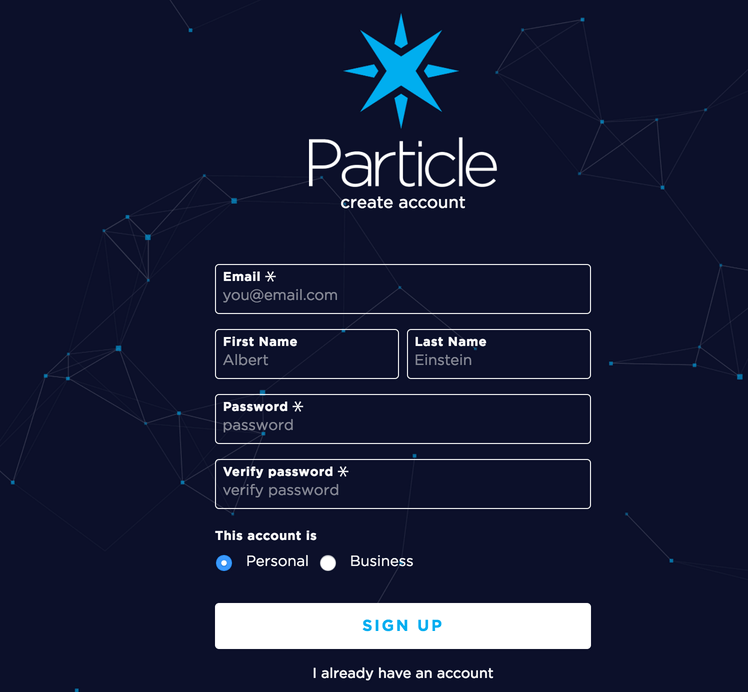 Particle
create account
Email *
you@email.com
First Name Last Name
Albert Einstein
Password *
password
Verify password *
verify password
This account is
Personal Business
SIGN UP
I already have an account